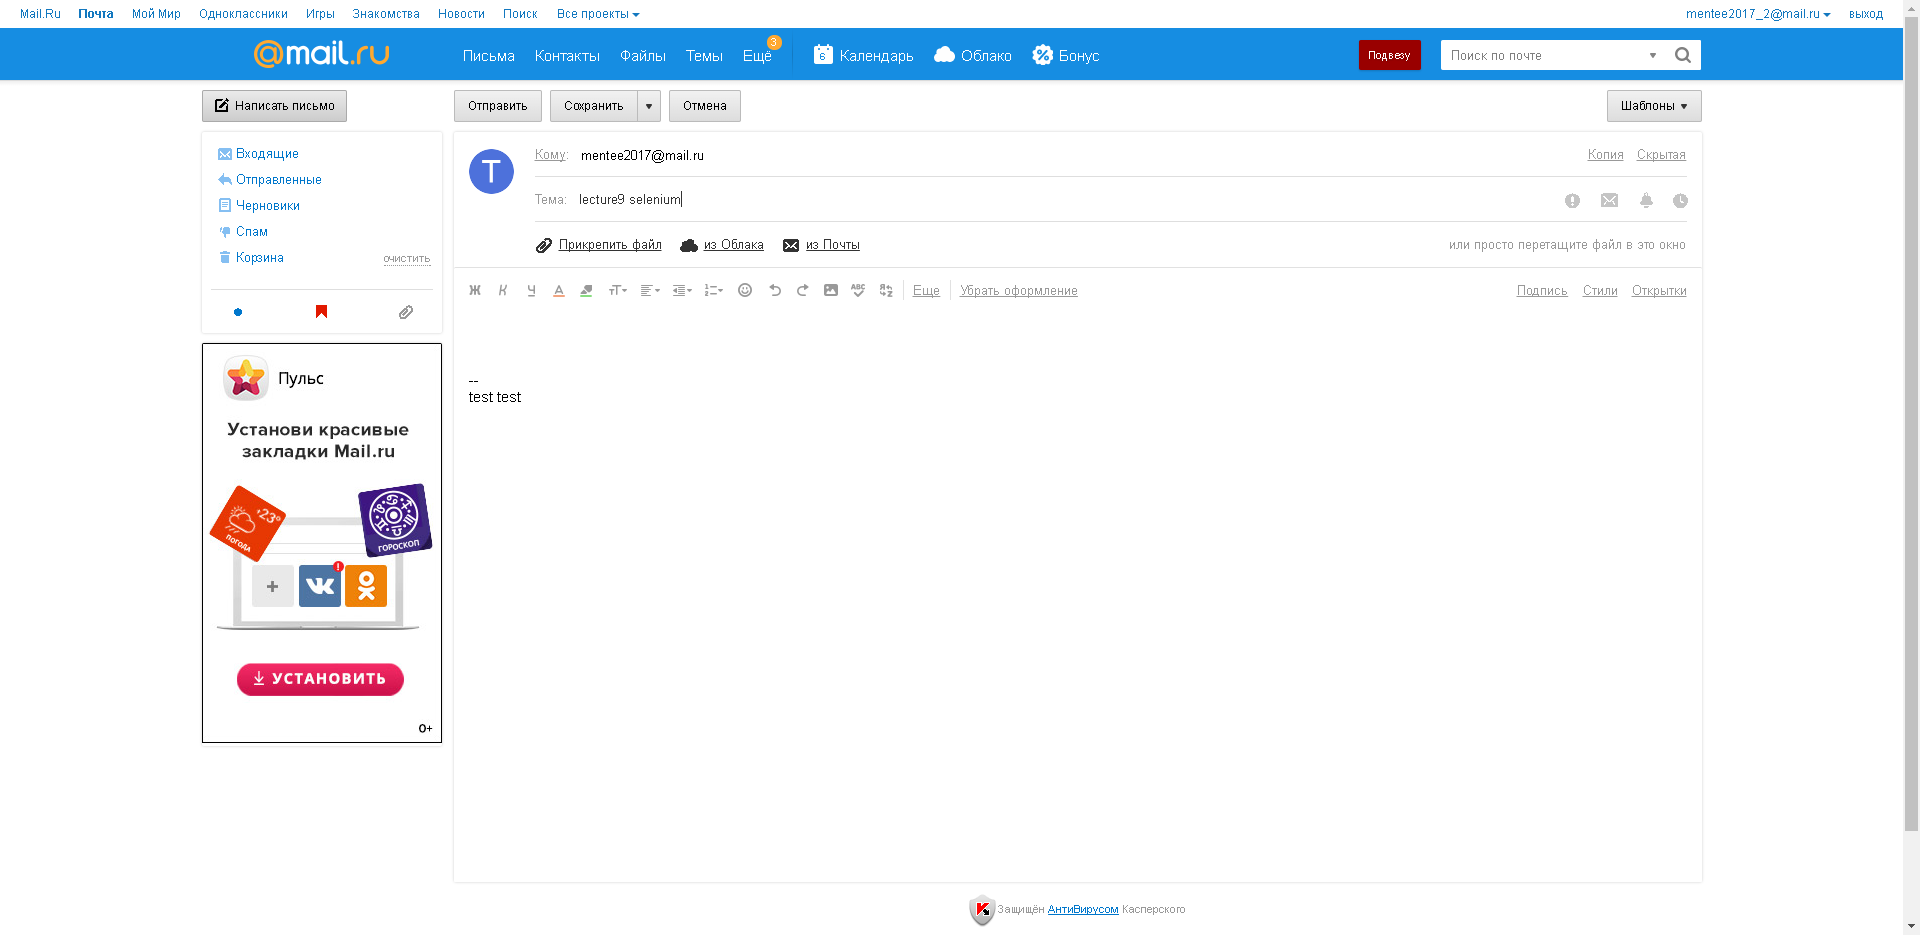 Mail.Ru Почта Мой Мир Одноклассники Игры Знакомства Новости Поиск Все проекты mentee2017_2@mail.ru выход
@mail.ru Письма Контакты Файлы Темы Ещё 3 6 Календарь Облако Бонус Подвезу Поиск по почте
Написать письмо Отправить Сохранить Отмена Шаблоны
Входящие
Отправленные
Черновики
Спам
Корзина очистить
Пульс
Установи красивые
закладки Mail.ru
+23°
ПОГОДА
ГОРОСКОП
УСТАНОВИТЬ
0+
T
Кому: mentee2017@mail.ru Копия Скрытая
Тема: lecture9 selenium
Прикрепить файл из Облака из Почты или просто перетащите файл в это окно
Ж К Ч А тТ ABC Еще Убрать оформление Подпись Стили Открытки
--
test test
Защищён АнтиВирусом Касперского